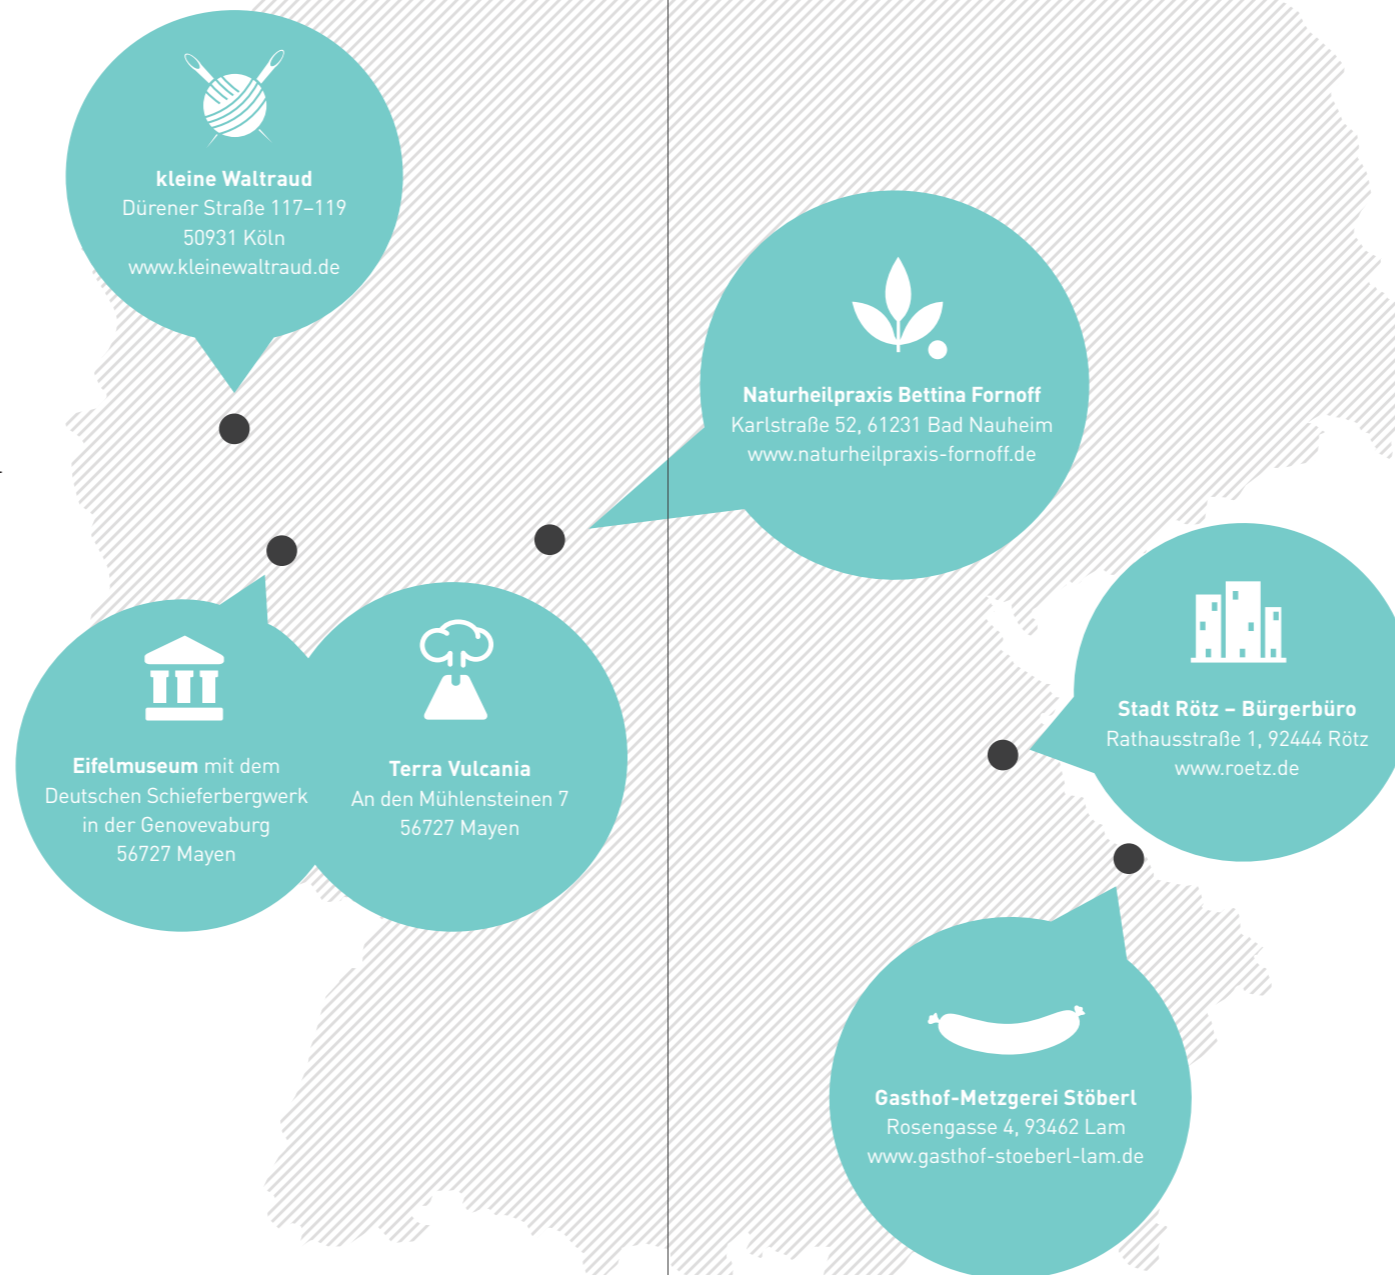 kleine Waltraud
Dürener Straße 117–119
50931 Köln
www.kleinewaltraud.de
Naturheilpraxis Bettina Fornoff
Karlstraße 52, 61231 Bad Nauheim
www.naturheilpraxis-fornoff.de
Eifelmuseum mit dem
Deutschen Schieferbergwerk
in der Genovevaburg
56727 Mayen
Terra Vulcania
An den Mühlensteinen 7
56727 Mayen
Stadt Rötz – Bürgerbüro
Rathausstraße 1, 92444 Rötz
www.roetz.de
Gasthof-Metzgerei Stöberl
Rosengasse 4, 93462 Lam
www.gasthof-stoeberl-lam.de